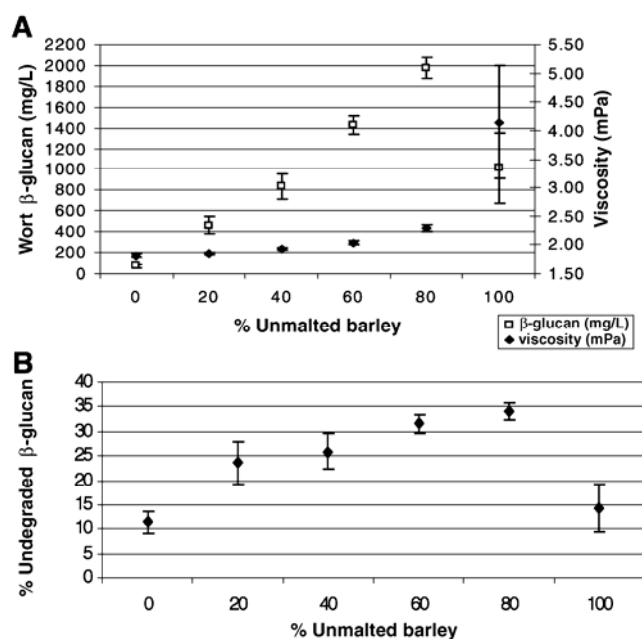 A
Wort β-glucan (mg/L)
2200
2000
1800
1600
1400
1200
1000
800
600
400
200
0
5.50
5.00
4.50
4.00
3.50
3.00
2.50
2.00
1.50
Viscosity (mPa)
0 20 40 60 80 100
% Unmalted barley
β-glucan (mg/L)
viscosity (mPa)
B
% Undegraded β-glucan
40
35
30
25
20
15
10
5
0
0 20 40 60 80 100
% Unmalted barley